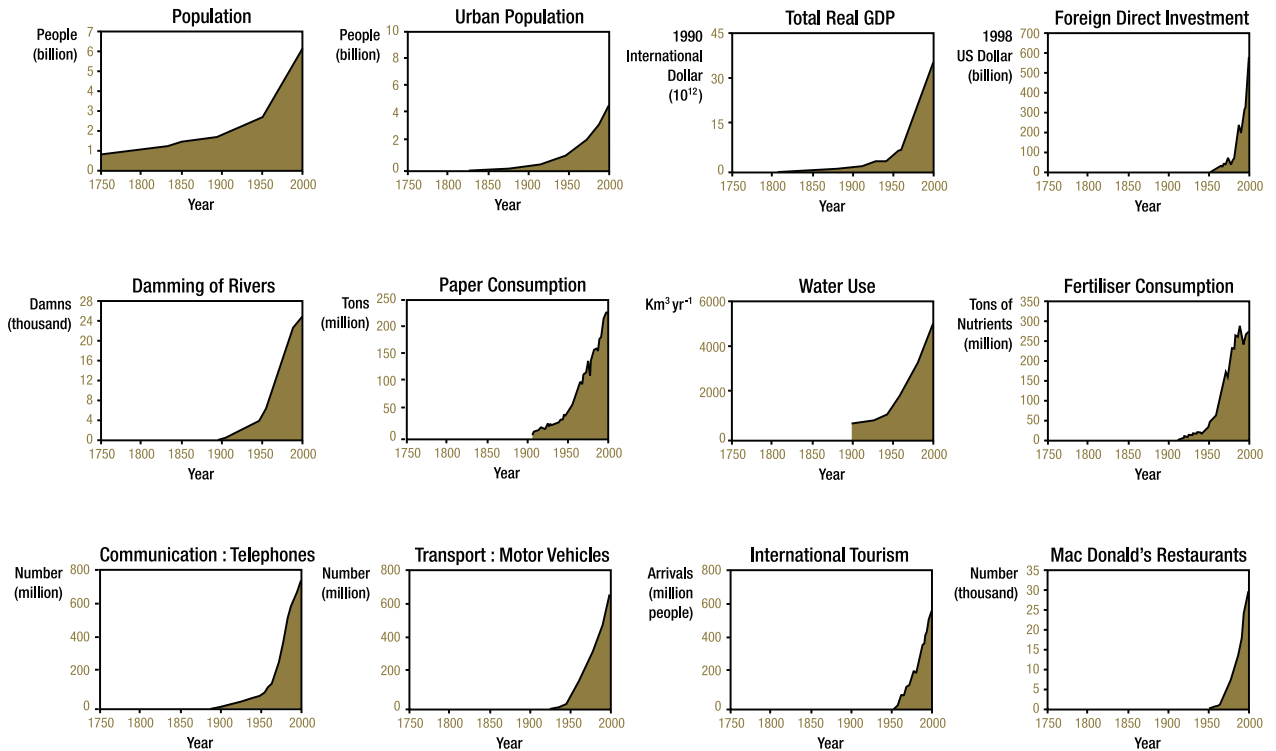 Population
People
(billion)
7
6
5
4
3
2
1
0
1750 1800 1850 1900 1950 2000
Year
Urban Population
People
(billion)
10
8
6
4
2
0
1750 1800 1850 1900 1950 2000
Year
Total Real GDP
1990
International
Dollar
(10¹²)
45
30
15
0
1750 1800 1850 1900 1950 2000
Year
Foreign Direct Investment
1998
US Dollar
(billion)
700
600
500
400
300
200
100
0
1750 1800 1850 1900 1950 2000
Year
Damming of Rivers
Damns
(thousand)
28
24
20
16
12
8
4
0
1750 1800 1850 1900 1950 2000
Year
Paper Consumption
Tons
(million)
250
200
150
100
50
0
1750 1800 1850 1900 1950 2000
Year
Water Use
Km³ yr⁻¹
6000
4000
2000
0
1750 1800 1850 1900 1950 2000
Year
Fertiliser Consumption
Tons of
Nutrients
(million)
350
300
250
200
150
100
50
0
1750 1800 1850 1900 1950 2000
Year
Communication : Telephones
Number
(million)
800
600
400
200
0
1750 1800 1850 1900 1950 2000
Year
Transport : Motor Vehicles
Number
(million)
800
600
400
200
0
1750 1800 1850 1900 1950 2000
Year
International Tourism
Arrivals
(million
people)
800
600
400
200
0
1750 1800 1850 1900 1950 2000
Year
Mac Donald's Restaurants
Number
(thousand)
35
30
25
20
15
10
5
0
1750 1800 1850 1900 1950 2000
Year